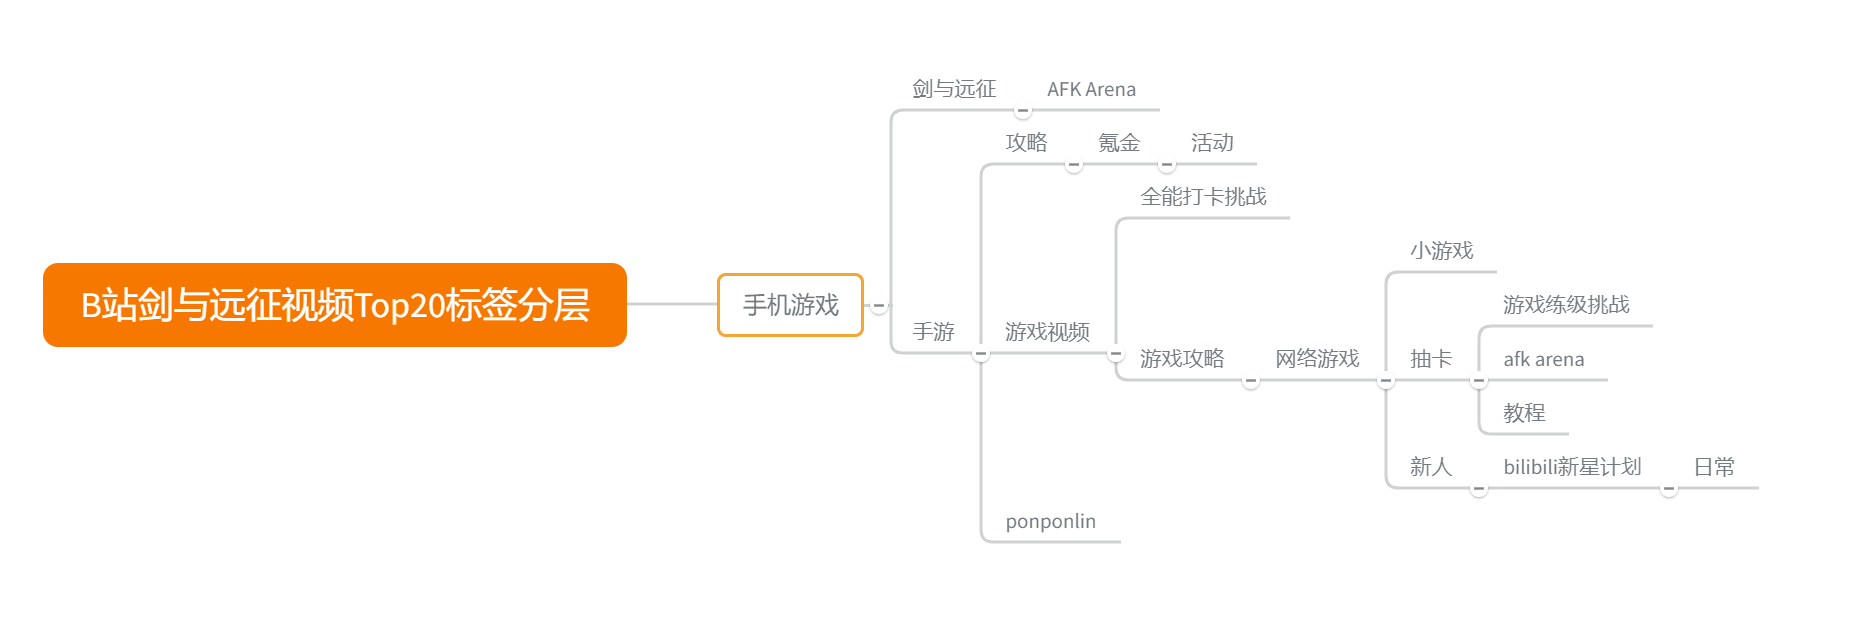 B站剑与远征视频Top20标签分层
手机游戏
剑与远征
AFK Arena
手游
攻略
氪金
活动
游戏视频
全能打卡挑战
游戏攻略
网络游戏
小游戏
抽卡
游戏练级挑战
afk arena
教程
新人
bilibili新星计划
日常
ponponlin